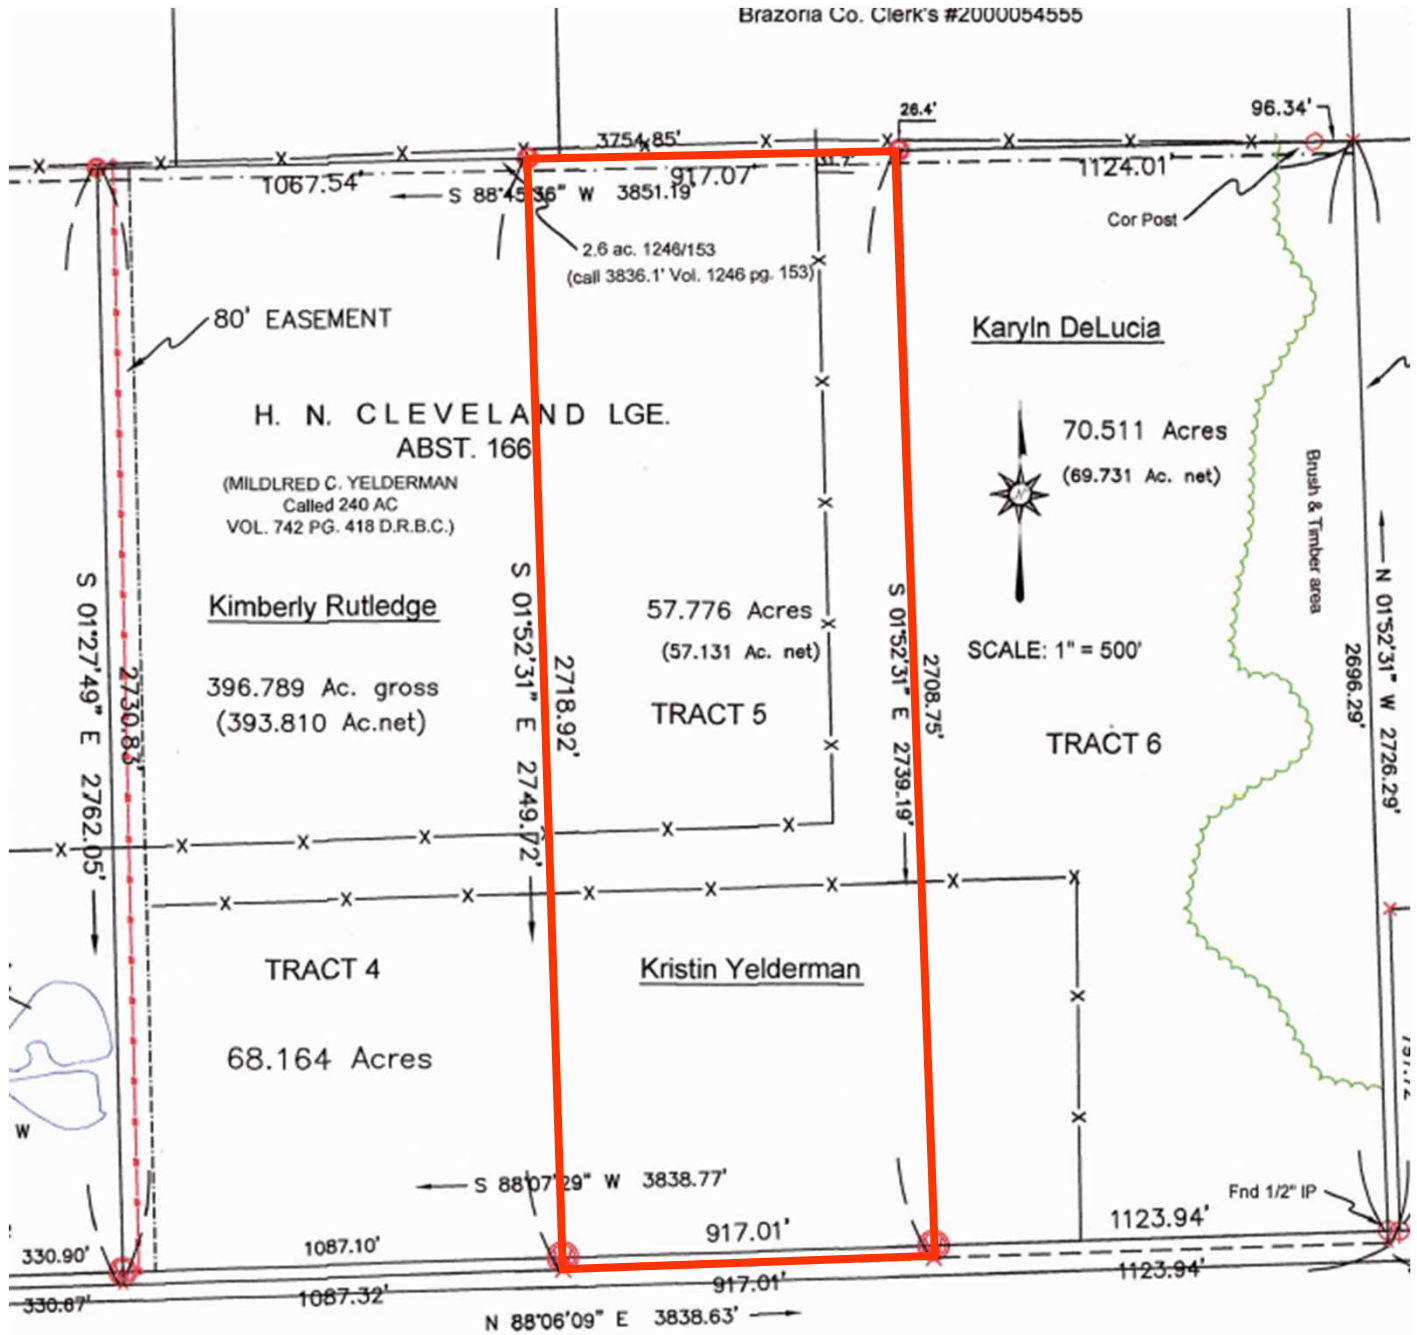 Brazoria Co. Clerk's #2000054555
26.4'
96.34'
3754.85'
1067.54'
917.07'
31.7'
1124.01'
S 88°45'36" W 3851.19'
Cor Post
2.6 ac. 1246/153
(call 3836.1' Vol. 1246 pg. 153)
80' EASEMENT
Karyln DeLucia
H. N. CLEVELAND LGE.
ABST. 166
70.511 Acres
(69.731 Ac. net)
(MILDLRED C. YELDERMAN
Called 240 AC
VOL. 742 PG. 418 D.R.B.C.)
N
Brush & Timber area
Kimberly Rutledge
57.776 Acres
(57.131 Ac. net)
SCALE: 1" = 500'
396.789 Ac. gross
(393.810 Ac.net)
TRACT 5
TRACT 6
S 01°27'49" E 2762.05'
2730.83'
S 01°52'31" E 2749.72'
2718.92'
S 01°52'31" E 2739.19'
2708.75'
2696.29'
N 01°52'31" W 2726.29'
TRACT 4
Kristin Yelderman
68.164 Acres
W
S 88°07'29" W 3838.77'
Fnd 1/2" IP
330.90'
1087.10'
917.01'
1123.94'
330.67'
1087.32'
917.01'
1123.94'
N 88°06'09" E 3838.63'